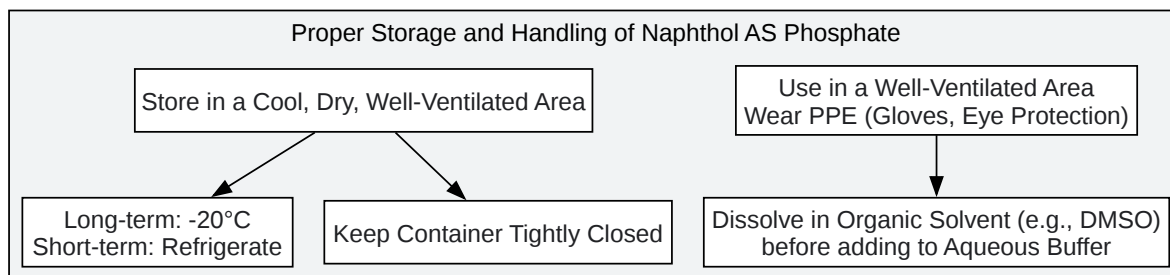 Proper Storage and Handling of Naphthol AS Phosphate
Store in a Cool, Dry, Well-Ventilated Area
Use in a Well-Ventilated Area
Wear PPE (Gloves, Eye Protection)
Long-term: -20°C
Short-term: Refrigerate
Keep Container Tightly Closed
Dissolve in Organic Solvent (e.g., DMSO)
before adding to Aqueous Buffer